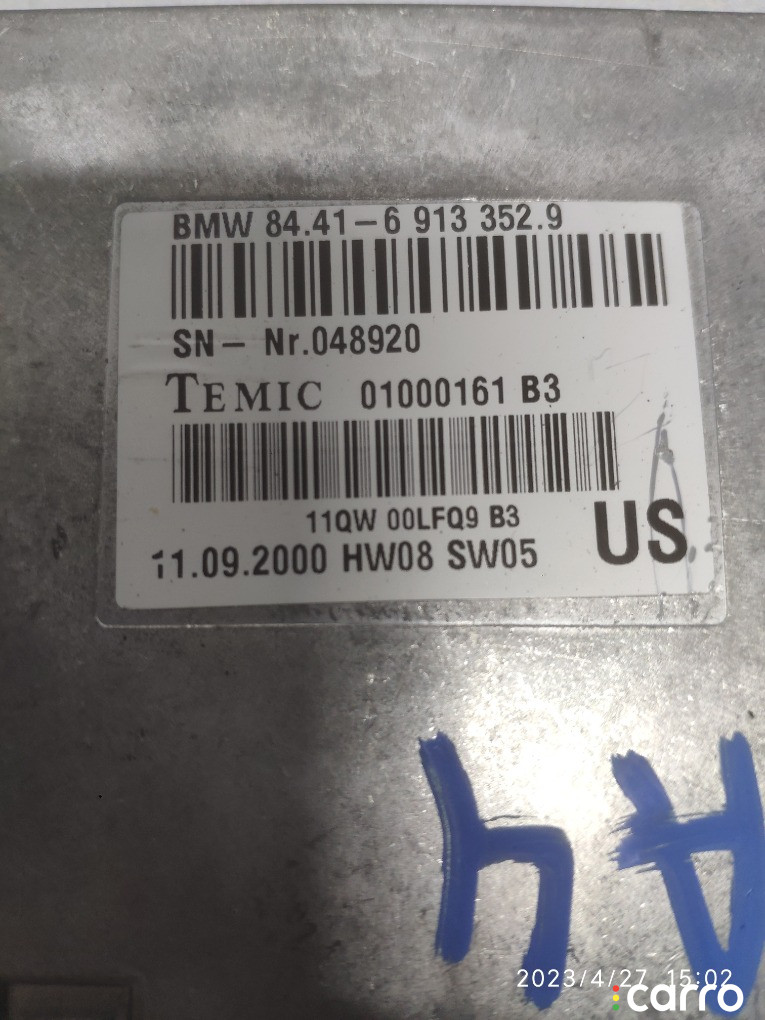 BMW 84.41-6 913 352.9
SN- Nr.048920
TEMIC 01000161 B3
11QW 00LFQ9 B3
US
11.09.2000 HW08 SW05
A4
2023/4/27 15:02
carro